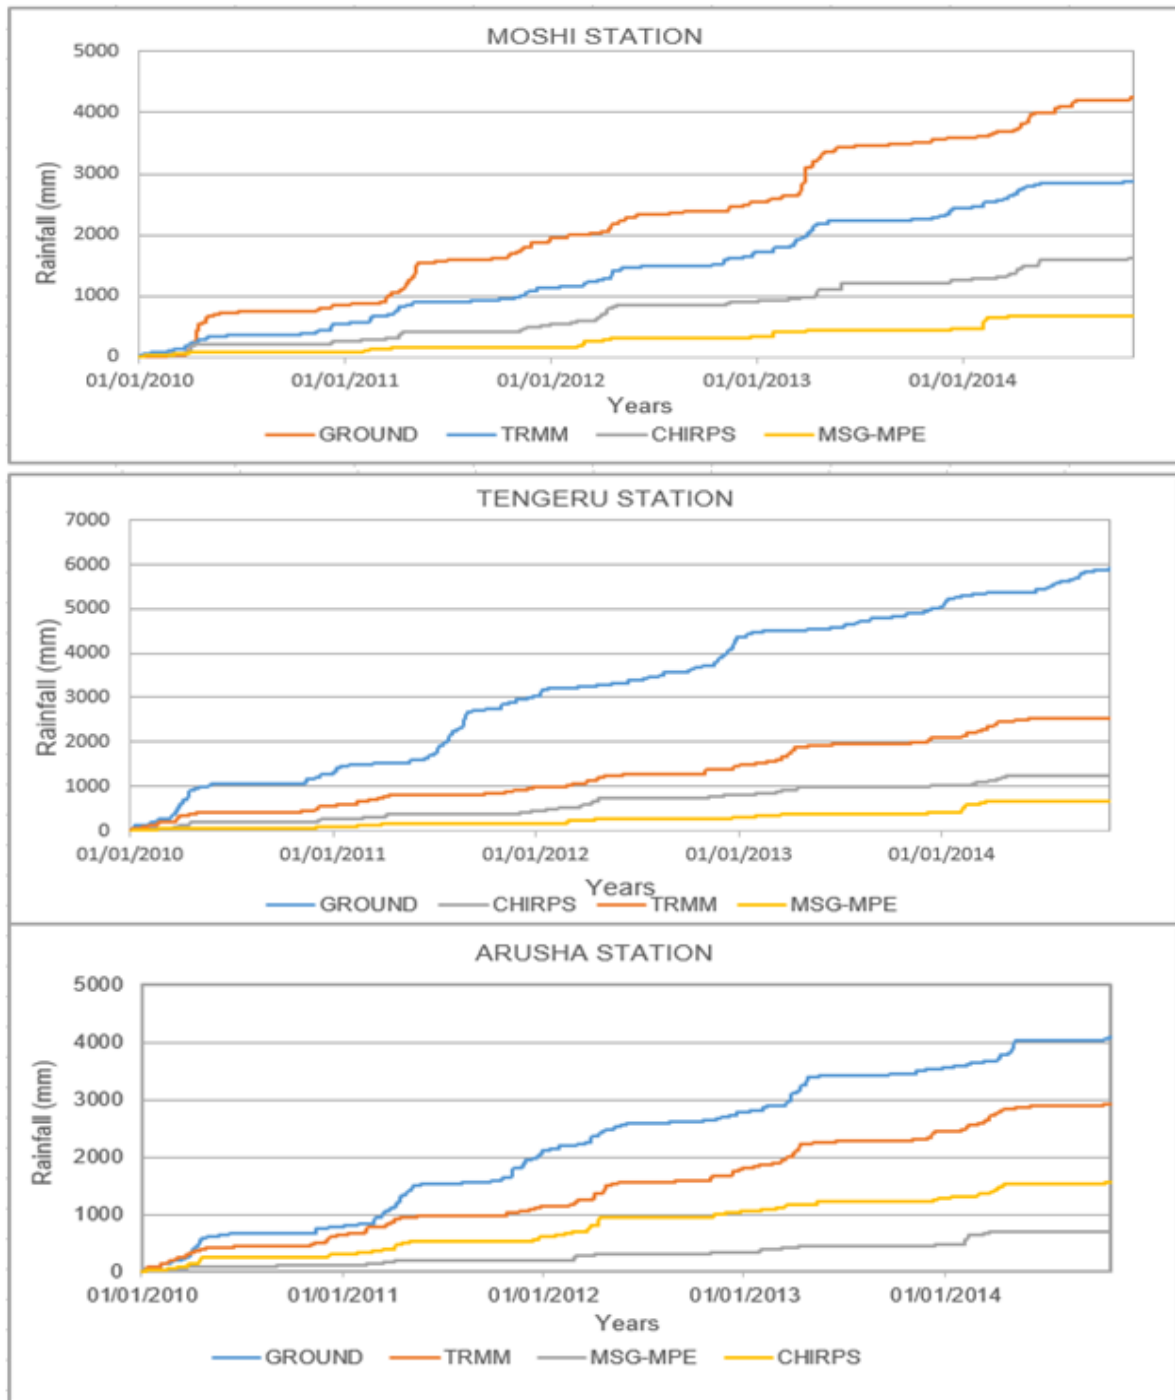 MOSHI STATION
5000
4000
3000
2000
1000
0
Rainfall (mm)
01/01/2010 01/01/2011 01/01/2012 01/01/2013 01/01/2014
Years
GROUND TRMM CHIRPS MSG-MPE
TENGERU STATION
7000
6000
5000
4000
3000
2000
1000
0
Rainfall (mm)
01/01/2010 01/01/2011 01/01/2012 01/01/2013 01/01/2014
Years
GROUND CHIRPS TRMM MSG-MPE
ARUSHA STATION
5000
4000
3000
2000
1000
0
Rainfall (mm)
01/01/2010 01/01/2011 01/01/2012 01/01/2013 01/01/2014
Years
GROUND TRMM MSG-MPE CHIRPS